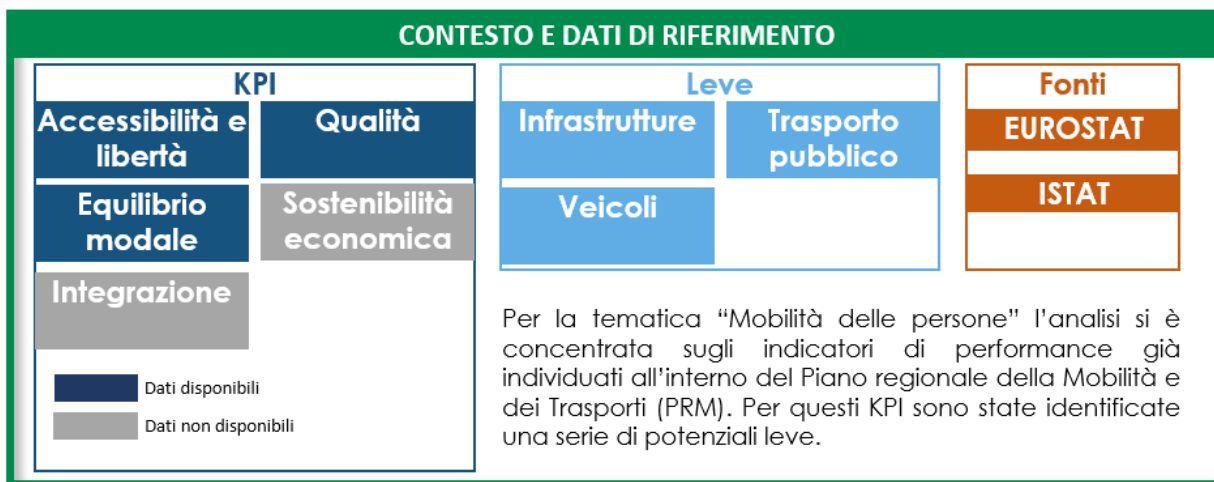 CONTESTO E DATI DI RIFERIMENTO
KPI
Accessibilità e
libertà
Qualità
Equilibrio
modale
Sostenibilità
economica
Integrazione
Dati disponibili
Dati non disponibili
Leve
Infrastrutture
Trasporto
pubblico
Veicoli
Fonti
EUROSTAT
ISTAT
Per la tematica “Mobilità delle persone” l’analisi si è
concentrata sugli indicatori di performance già
individuati all’interno del Piano regionale della Mobilità e
dei Trasporti (PRM). Per questi KPI sono state identificate
una serie di potenziali leve.